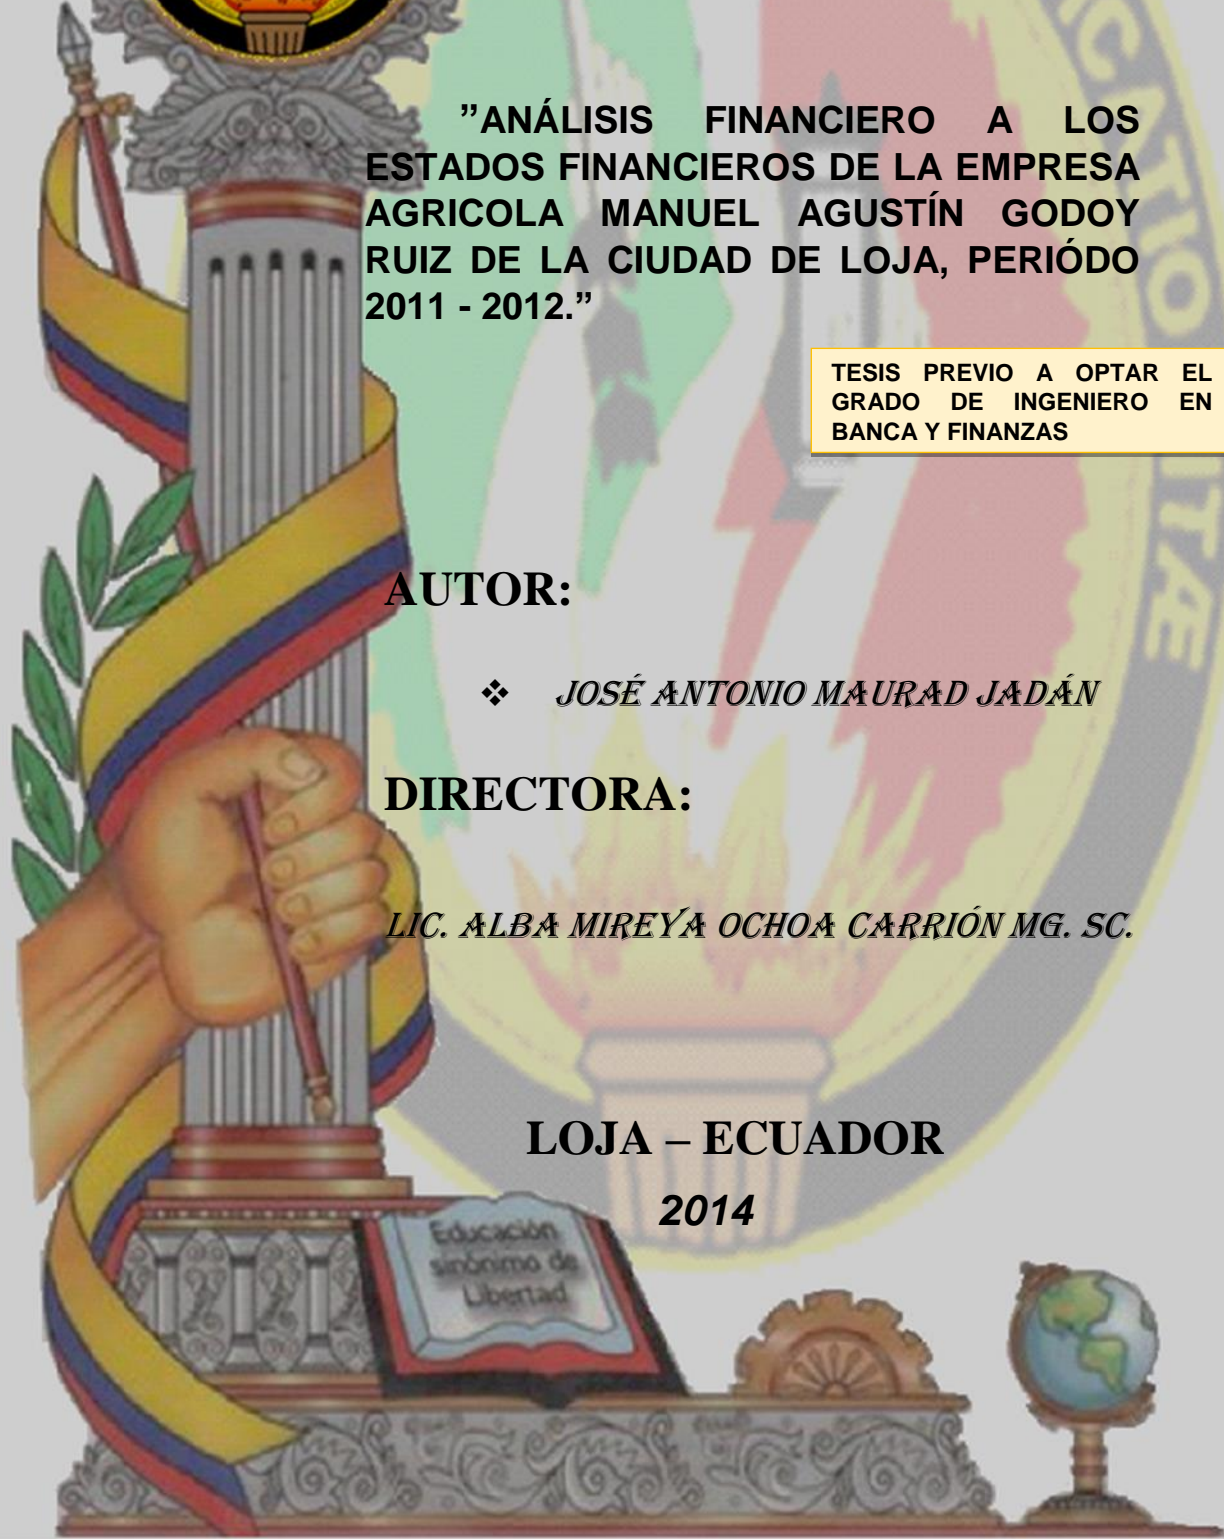 ”ANÁLISIS FINANCIERO A LOS
ESTADOS FINANCIEROS DE LA EMPRESA
AGRICOLA MANUEL AGUSTÍN GODOY
RUIZ DE LA CIUDAD DE LOJA, PERIÓDO
2011 - 2012.”
TESIS PREVIO A OPTAR EL
GRADO DE INGENIERO EN
BANCA Y FINANZAS
AUTOR:
❖ JOSÉ ANTONIO MAURAD JADÁN
DIRECTORA:
LIC. ALBA MIREYA OCHOA CARRIÓN MG. SC.
LOJA – ECUADOR
2014
Educación
sinónimo de
Libertad